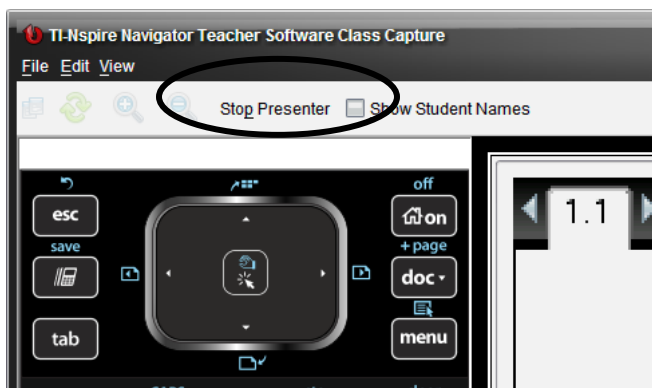 TI-Nspire Navigator Teacher Software Class Capture
File Edit View
Stop Presenter Show Student Names
off
esc
on
1.1
save
+ page
doc
tab
menu